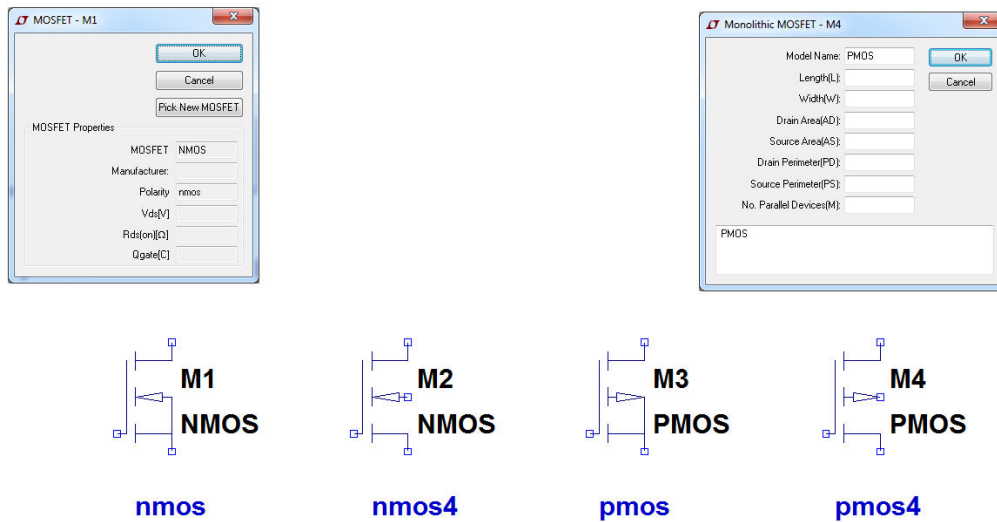 MOSFET - M1
OK
Cancel
Pick New MOSFET
MOSFET Properties
MOSFET NMOS
Manufacturer:
Polarity nmos
Vds[V]
Rds(on)[Ω]
Qgate[C]
Monolithic MOSFET - M4
Model Name: PMOS OK
Length(L): Cancel
Width(W):
Drain Area(AD):
Source Area(AS):
Drain Perimeter(PD):
Source Perimeter(PS):
No. Parallel Devices(M):
PMOS
M1 M2 M3 M4
NMOS NMOS PMOS PMOS
nmos nmos4 pmos pmos4